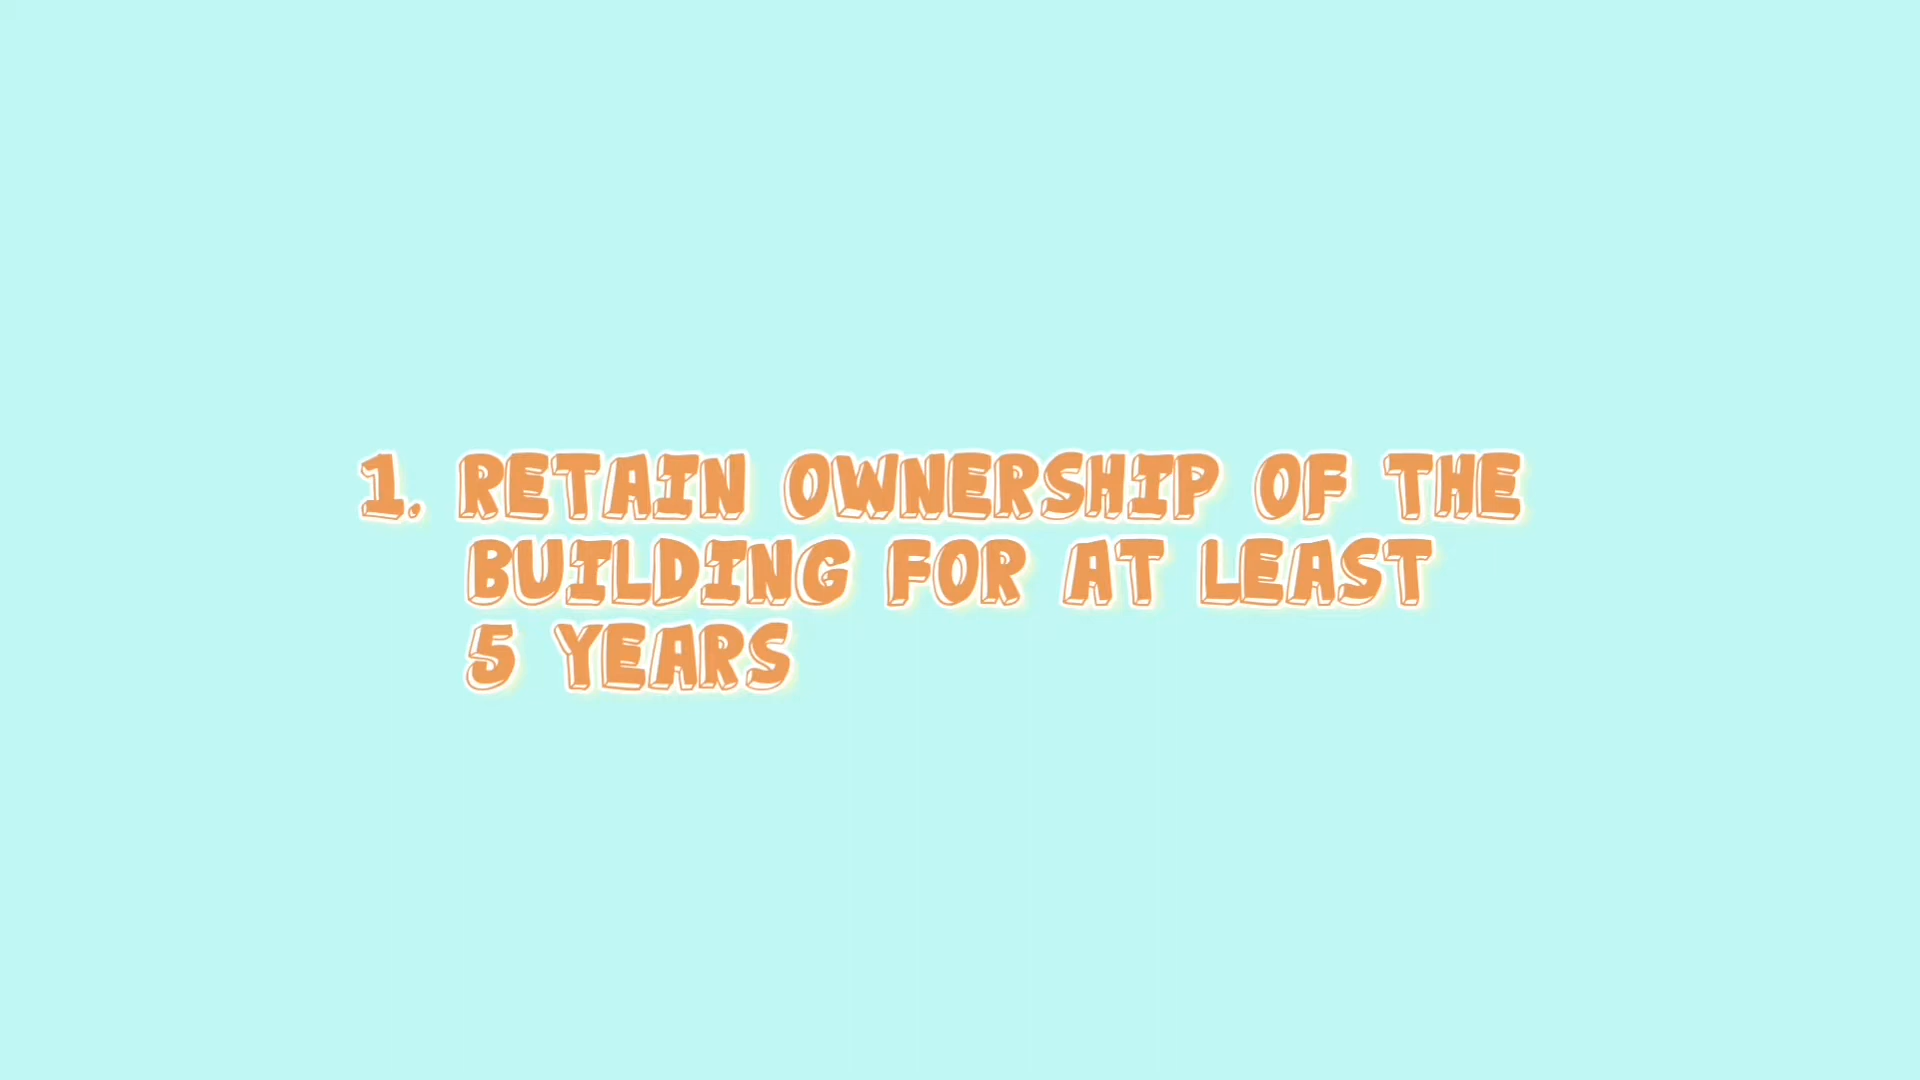 1. RETAIN OWNERSHIP OF THE
BUILDING FOR AT LEAST
5 YEARS